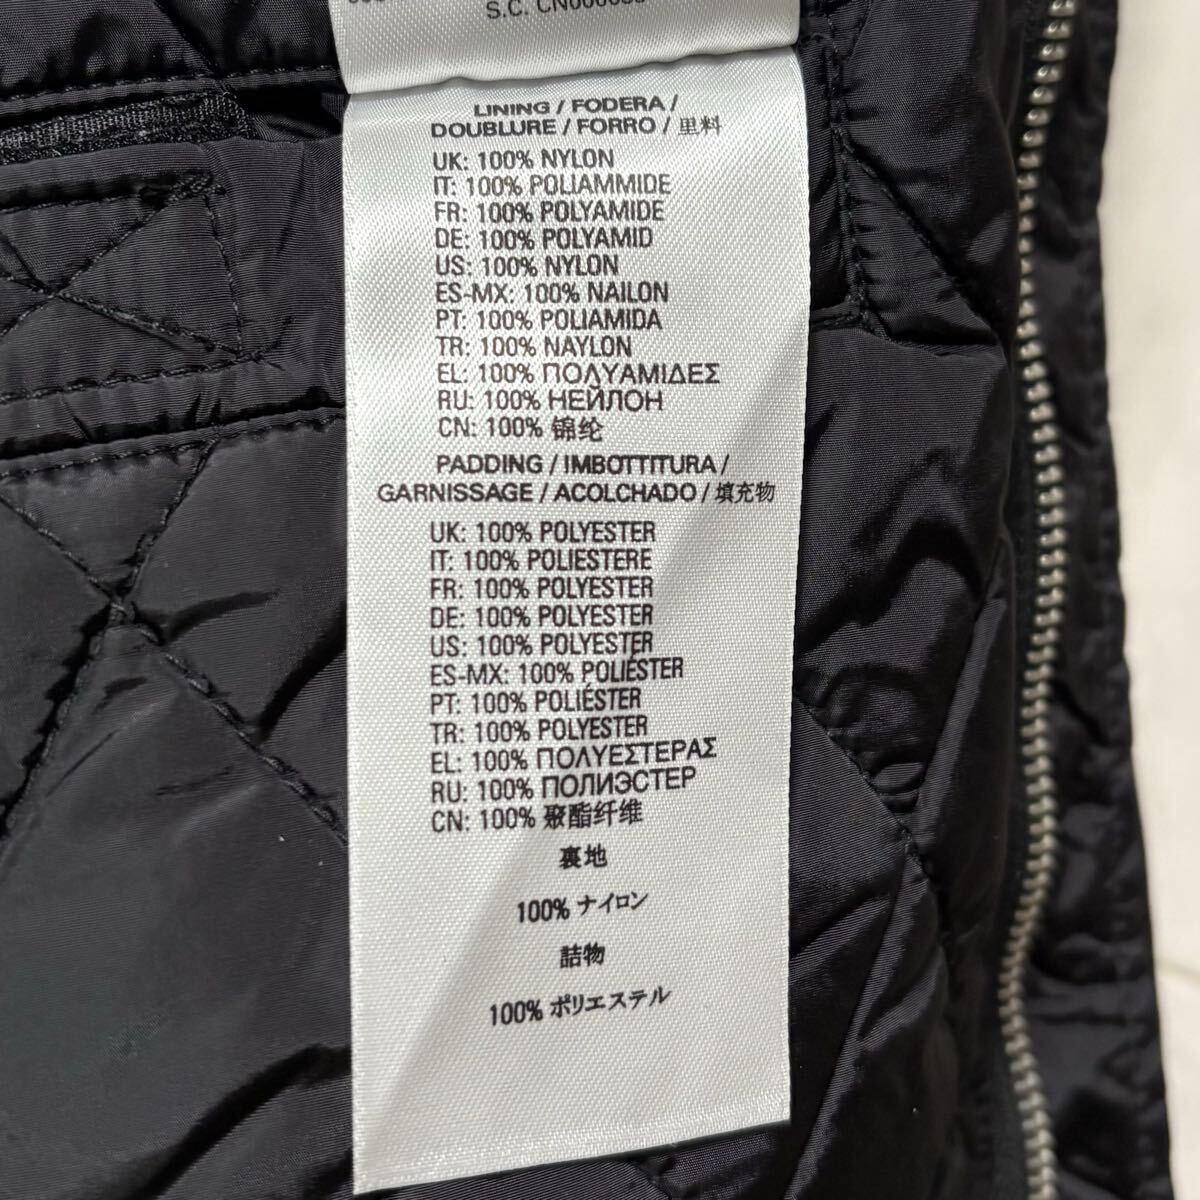 LINING / FODERA /
DOUBLURE / FORRO / 里料
UK: 100% NYLON
IT: 100% POLIAMMIDE
FR: 100% POLYAMIDE
DE: 100% POLYAMID
US: 100% NYLON
ES-MX: 100% NAILON
PT: 100% POLIAMIDA
TR: 100% NAYLON
EL: 100% ΠΟΛΥΑΜΙΔΕΣ
RU: 100% НЕЙЛОН
CN: 100% 锦纶
PADDING / IMBOTTITURA /
GARNISSAGE / ACOLCHADO / 填充物
UK: 100% POLYESTER
IT: 100% POLIESTERE
FR: 100% POLYESTER
DE: 100% POLYESTER
US: 100% POLYESTER
ES-MX: 100% POLIÉSTER
PT: 100% POLIÉSTER
TR: 100% POLYESTER
EL: 100% ΠΟΛΥΕΣΤΕΡΑΣ
RU: 100% ПОЛИЭСТЕР
CN: 100% 聚酯纤维
裏地
100% ナイロン
詰物
100% ポリエステル